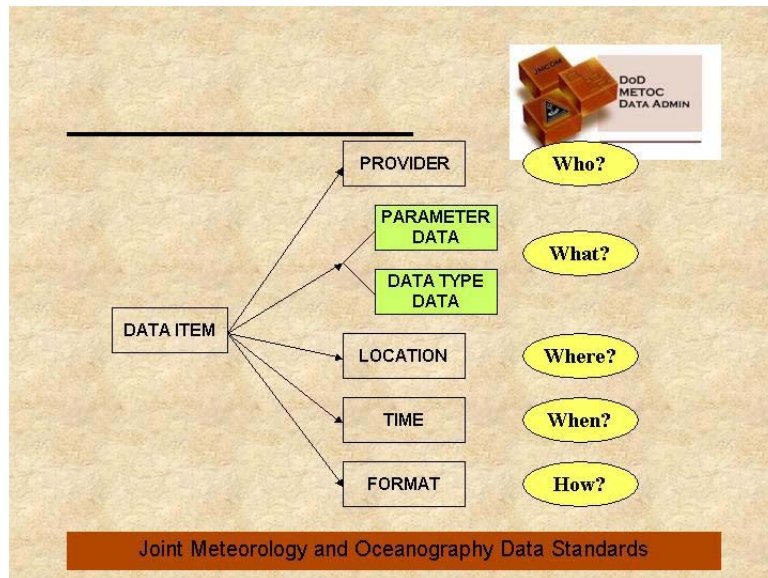 JMCOM
DoD
METOC
DATA ADMIN
PROVIDER
Who?
PARAMETER
DATA
What?
DATA TYPE
DATA
DATA ITEM
LOCATION
Where?
TIME
When?
FORMAT
How?
Joint Meteorology and Oceanography Data Standards